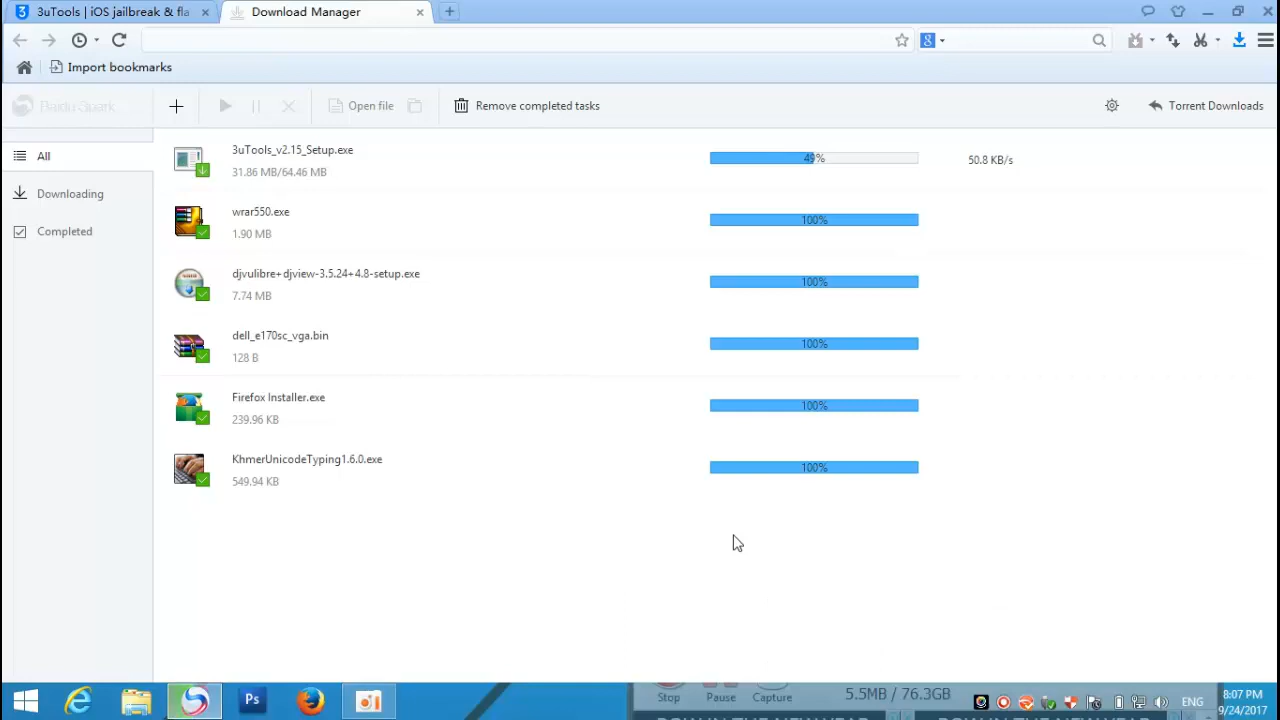 3uTools | iOS jailbreak & fla
Download Manager
Import bookmarks
Baidu Spark
Open file
Remove completed tasks
Torrent Downloads
All
Downloading
Completed
3uTools_v2.15_Setup.exe
31.86 MB/64.46 MB
49%
50.8 KB/s
wrar550.exe
1.90 MB
100%
djvulibre+djview-3.5.24+4.8-setup.exe
7.74 MB
100%
dell_e170sc_vga.bin
128 B
100%
Firefox Installer.exe
239.96 KB
100%
KhmerUnicodeTyping1.6.0.exe
549.94 KB
100%
Ps
Stop
Pause
Capture
5.5MB / 76.3GB
ENG
8:07 PM
9/24/2017